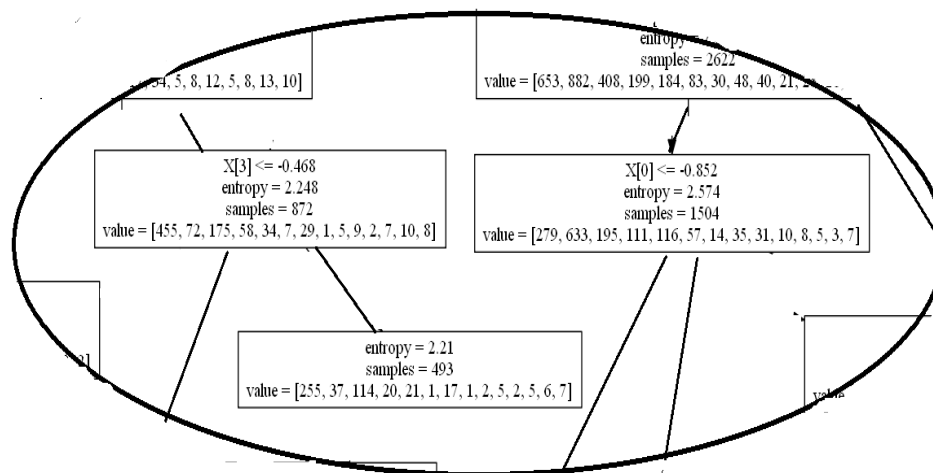 5, 8, 12, 5, 8, 13, 10]
entropy =
samples = 2622
value = [653, 882, 408, 199, 184, 83, 30, 48, 40, 21,
X[3] <= -0.468
entropy = 2.248
samples = 872
value = [455, 72, 175, 58, 34, 7, 29, 1, 5, 9, 2, 7, 10, 8]
X[0] <= -0.852
entropy = 2.574
samples = 1504
value = [279, 633, 195, 111, 116, 57, 14, 35, 31, 10, 8, 5, 3, 7]
entropy = 2.21
samples = 493
value = [255, 37, 114, 20, 21, 1, 17, 1, 2, 5, 2, 5, 6, 7]
value